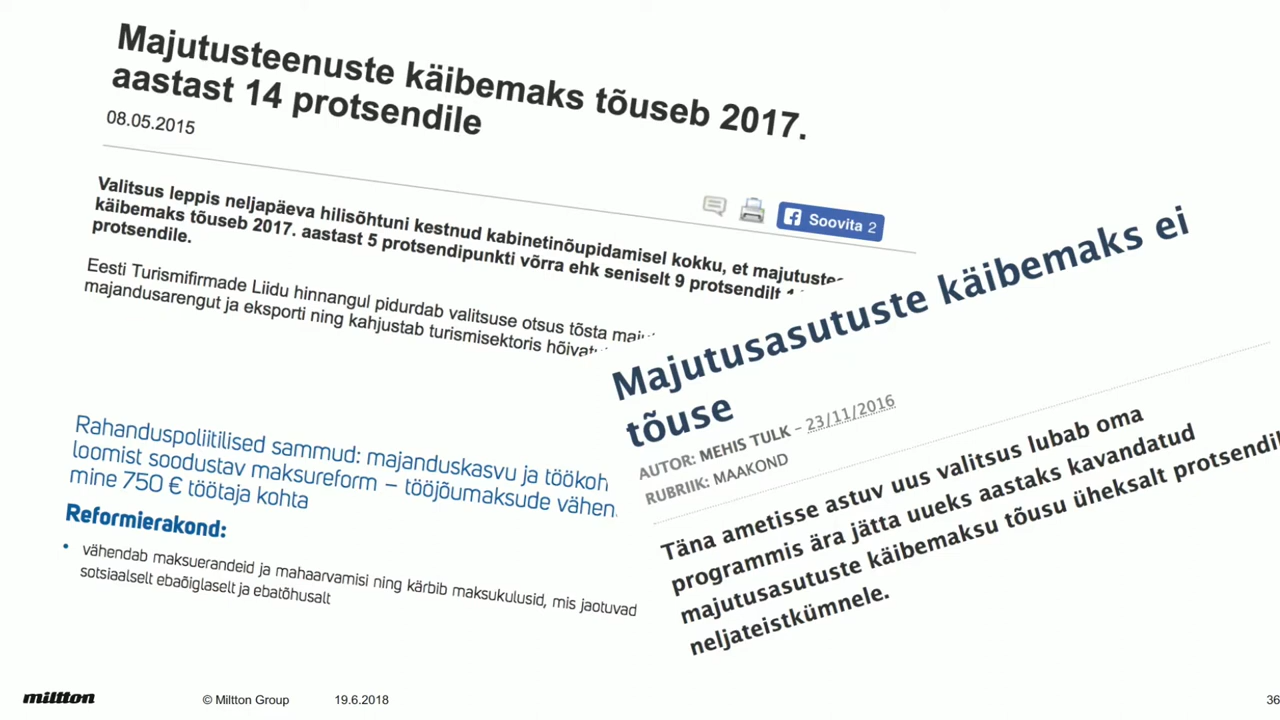 Majutusteenuste käibemaks tõuseb 2017.
aastast 14 protsendile
08.05.2015
Soovita 2
Valitsus leppis neljapäeva hilisõhtuni kestnud kabinetinõupidamisel kokku, et
käibemaks tõuseb 2017. aastast 5 protsendipunkti võrra ehk seniselt 9 protsendilt
protsendile.
Eesti Turismifirmade Liidu hinnangul pidurdab valitsuse otsus tõsta
majandusarengut ja eksporti ning kahjustab turismisektoris
Majutusasutuste käibemaks ei
tõuse
AUTOR: MEHIS TULK – 23/11/2016
RUBRIIK: MAAKOND
Täna ametisse astuv uus valitsus lubab oma
programmis ära jätta uueks aastaks kavandatud
majutusasutuste käibemaksu tõusu üheksalt
neljateistkümnele.
Rahanduspoliitilised sammud: majanduskasvu ja töökoh
loomist soodustav maksureform – tööjõumaksude vähen
mine 750 € töötaja kohta
Reformierakond:
• vähendab maksuerandeid ja mahaarvamisi ning kärbib maksukulusid, mis jaotuvad
sotsiaalselt ebaõiglaselt ja ebatõhusalt
miltton
© Miltton Group
19.6.2018
36